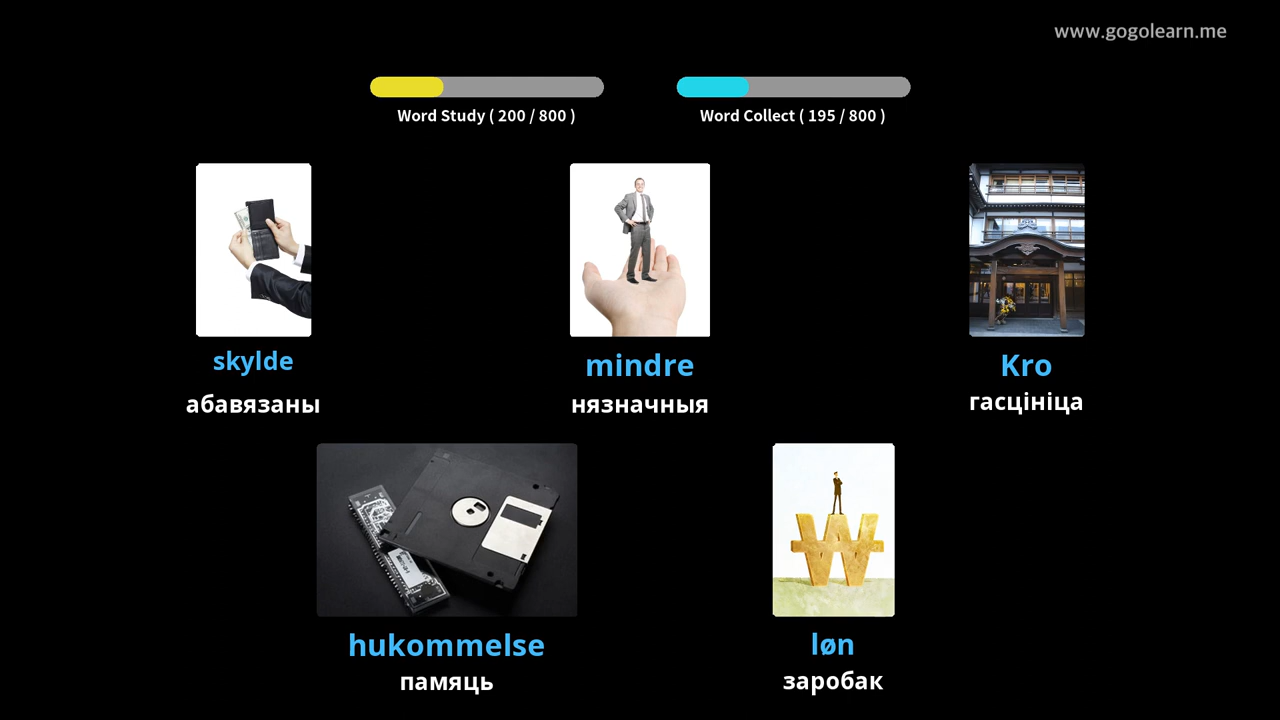 www.gogolearn.me
Word Study ( 200 / 800 )
Word Collect ( 195 / 800 )
skylde
mindre
Kro
абавязаны
нязначныя
гасцініца
hukommelse
løn
памяць
заробак